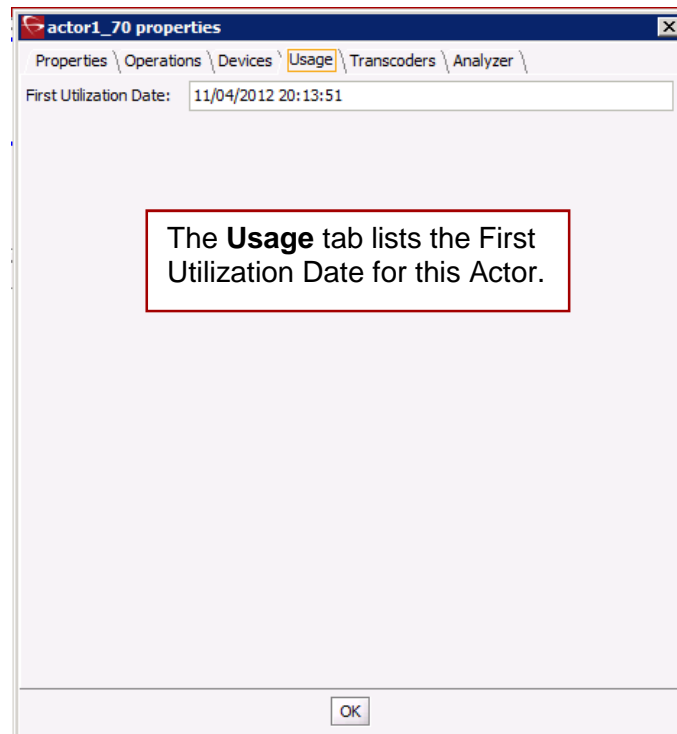 actor1_70 properties
Properties \ Operations \ Devices \ Usage \ Transcoders \ Analyzer \
First Utilization Date: 11/04/2012 20:13:51
The Usage tab lists the First
Utilization Date for this Actor.
OK